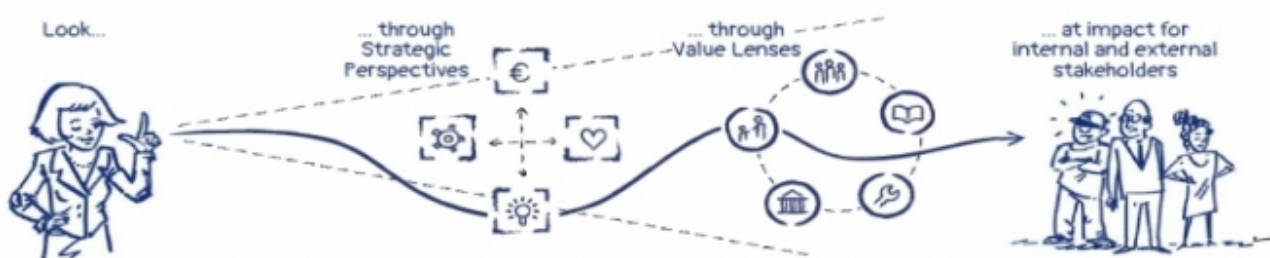 Look...
... through
Strategic
Perspectives
€
... through
Value Lenses
... at impact for
internal and external
stakeholders